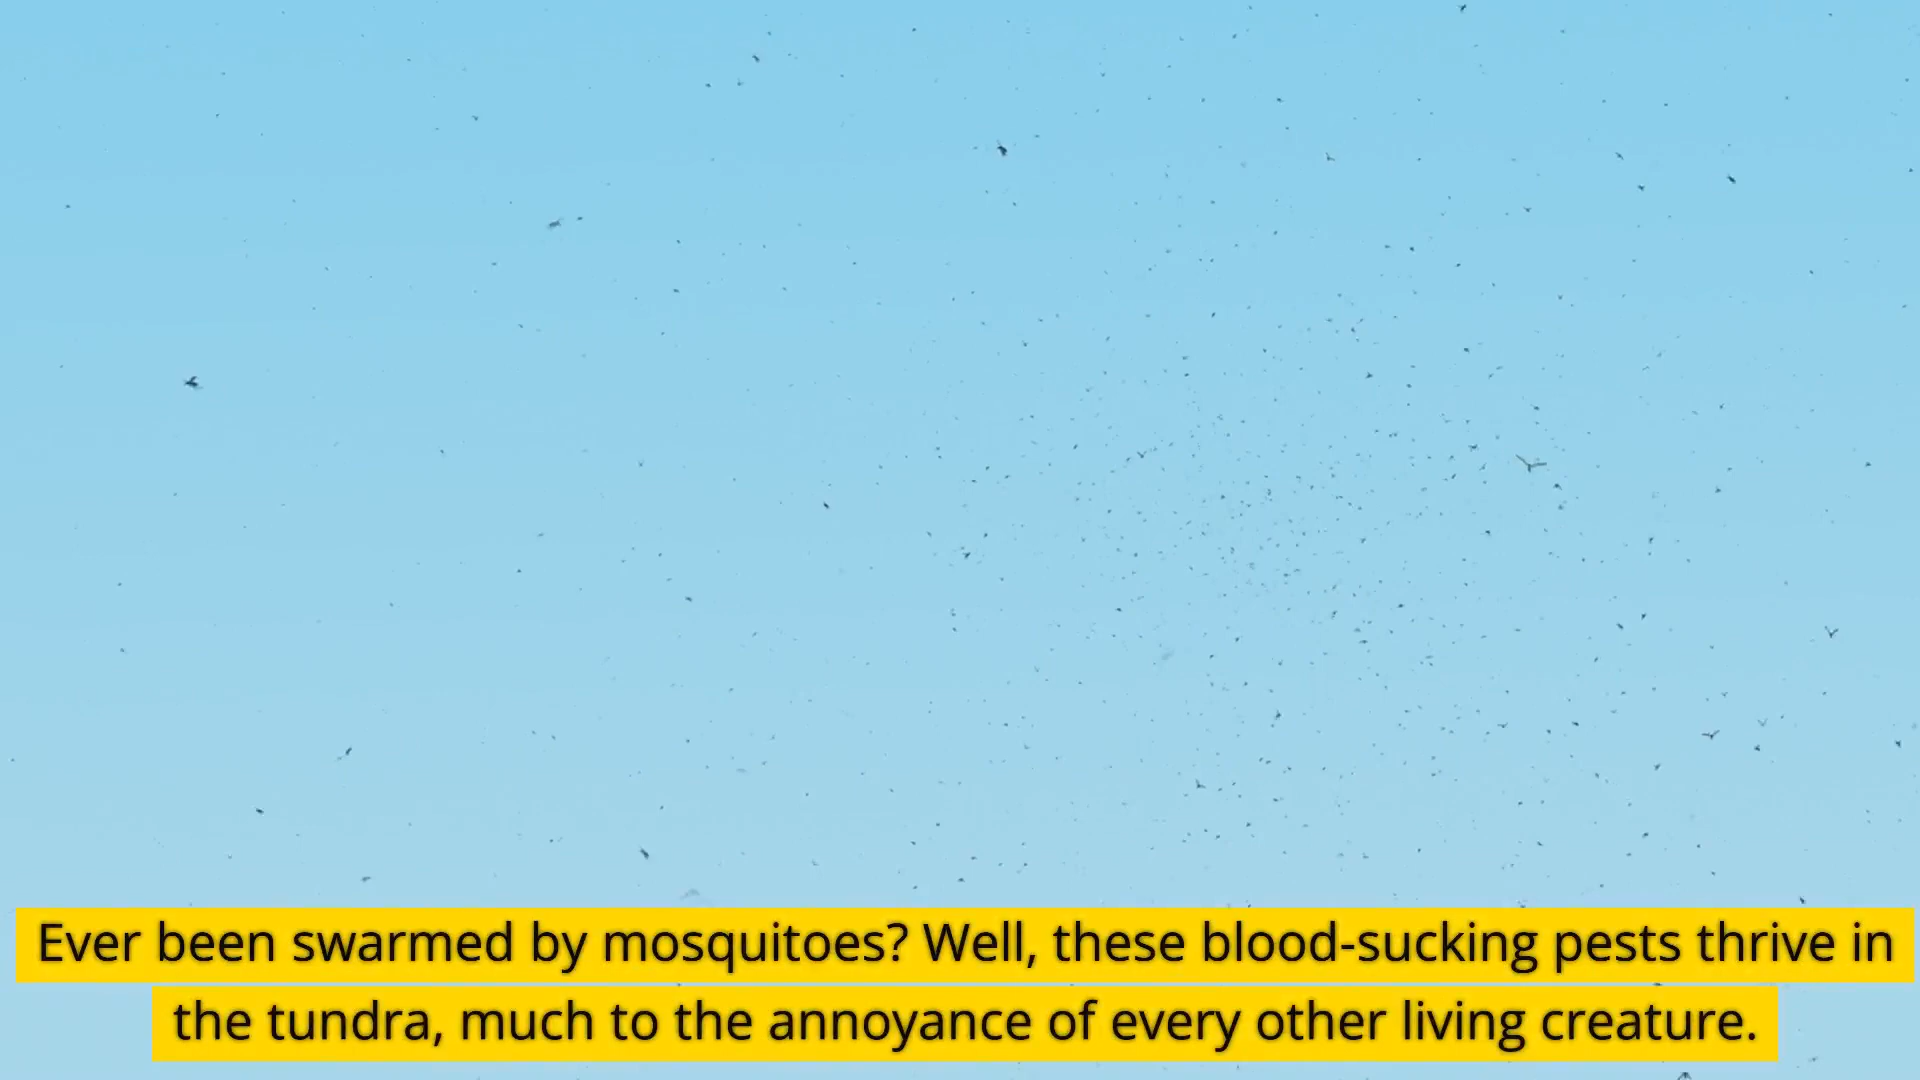 Ever been swarmed by mosquitoes? Well, these blood-sucking pests thrive in
the tundra, much to the annoyance of every other living creature.